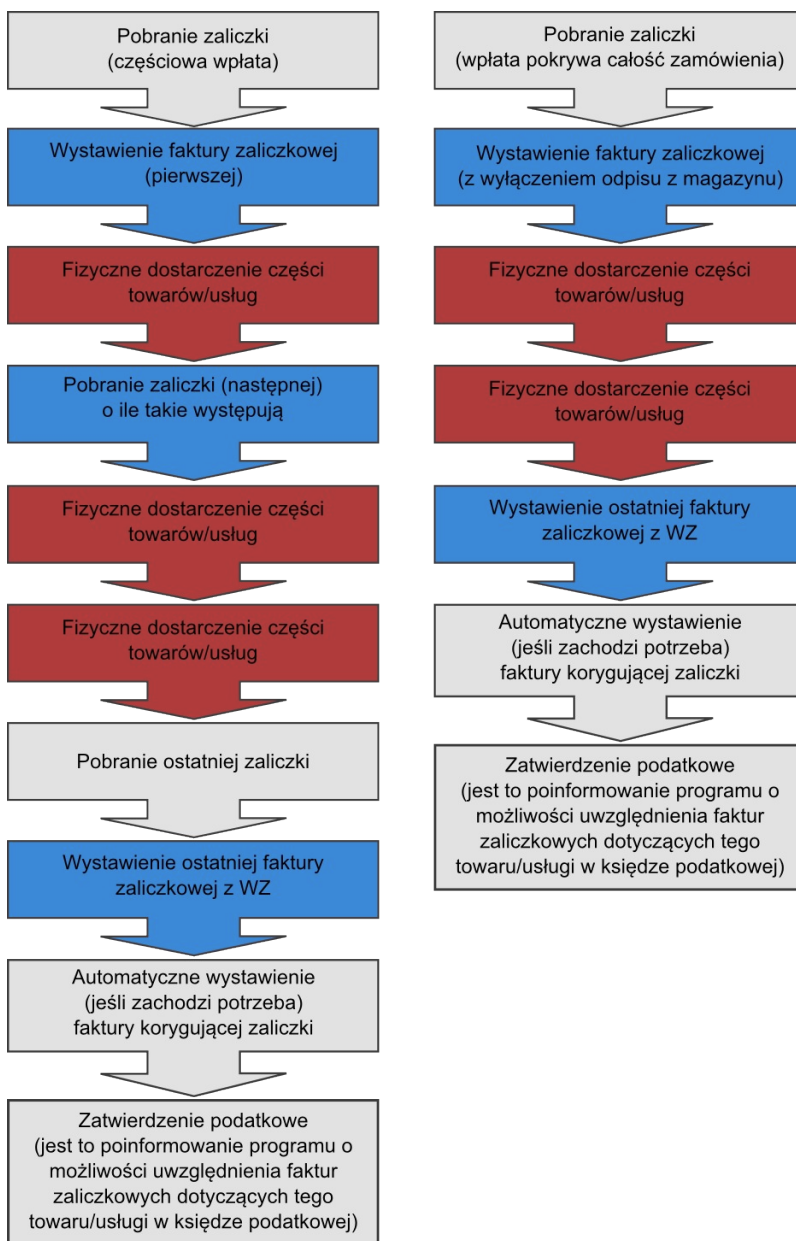 Pobranie zaliczki
(częściowa wpłata)
Wystawienie faktury zaliczkowej
(pierwszej)
Fizyczne dostarczenie części
towarów/usług
Pobranie zaliczki (następnej)
o ile takie występują
Fizyczne dostarczenie części
towarów/usług
Fizyczne dostarczenie części
towarów/usług
Pobranie ostatniej zaliczki
Wystawienie ostatniej faktury
zaliczkowej z WZ
Automatyczne wystawienie
(jeśli zachodzi potrzeba)
faktury korygującej zaliczki
Zatwierdzenie podatkowe
(jest to poinformowanie programu o
możliwości uwzględnienia faktur
zaliczkowych dotyczących tego
towaru/usługi w księdze podatkowej)
Pobranie zaliczki
(wpłata pokrywa całość zamówienia)
Wystawienie faktury zaliczkowej
(z wyłączeniem odpisu z magazynu)
Fizyczne dostarczenie części
towarów/usług
Fizyczne dostarczenie części
towarów/usług
Wystawienie ostatniej faktury
zaliczkowej z WZ
Automatyczne wystawienie
(jeśli zachodzi potrzeba)
faktury korygującej zaliczki
Zatwierdzenie podatkowe
(jest to poinformowanie programu o
możliwości uwzględnienia faktur
zaliczkowych dotyczących tego
towaru/usługi w księdze podatkowej)